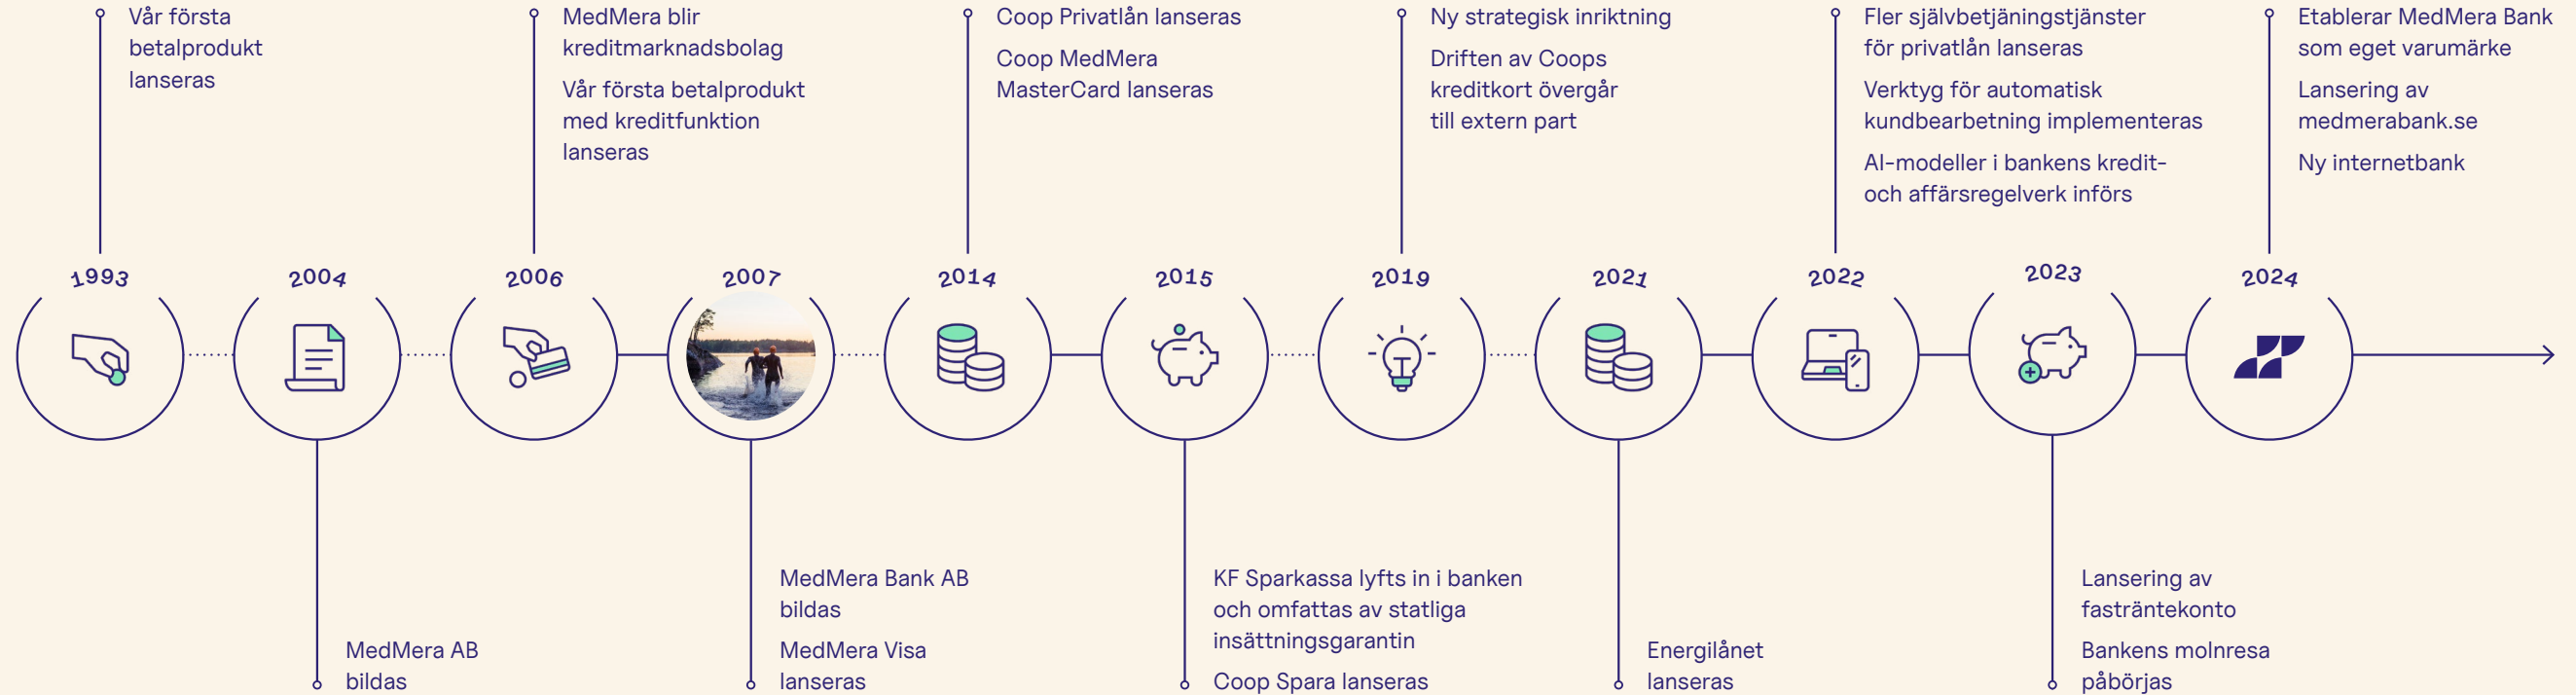 Vår första
betalprodukt
lanseras
MedMera blir
kreditmarknadsbolag
Vår första betalprodukt
med kreditfunktion
lanseras
Coop Privatlån lanseras
Coop MedMera
MasterCard lanseras
Ny strategisk inriktning
Driften av Coops
kreditkort övergår
till extern part
Fler självbetjäningstjänster
för privatlån lanseras
Verktyg för automatisk
kundbearbetning implementeras
AI-modeller i bankens kredit-
och affärsregelverk införs
Etablerar MedMera Bank
som eget varumärke
Lansering av
medmerabank.se
Ny internetbank
1993
2004
2006
2007
2014
2015
2019
2021
2022
2023
2024
MedMera AB
bildas
MedMera Bank AB
bildas
MedMera Visa
lanseras
KF Sparkassa lyfts in i banken
och omfattas av statliga
insättningsgarantin
Coop Spara lanseras
Energilånet
lanseras
Lansering av
fasträntekonto
Bankens molnresa
påbörjas